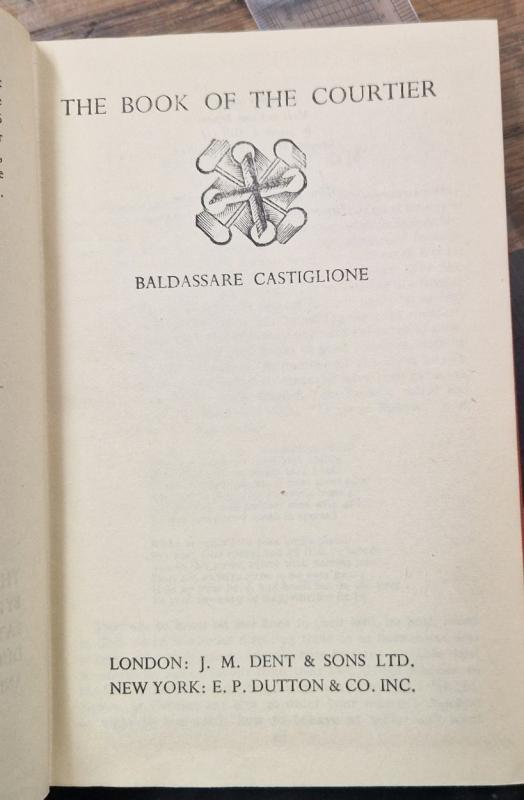 THE BOOK OF THE COURTIER
BALDASSARE CASTIGLIONE
LONDON: J. M. DENT & SONS LTD.
NEW YORK: E. P. DUTTON & CO. INC.